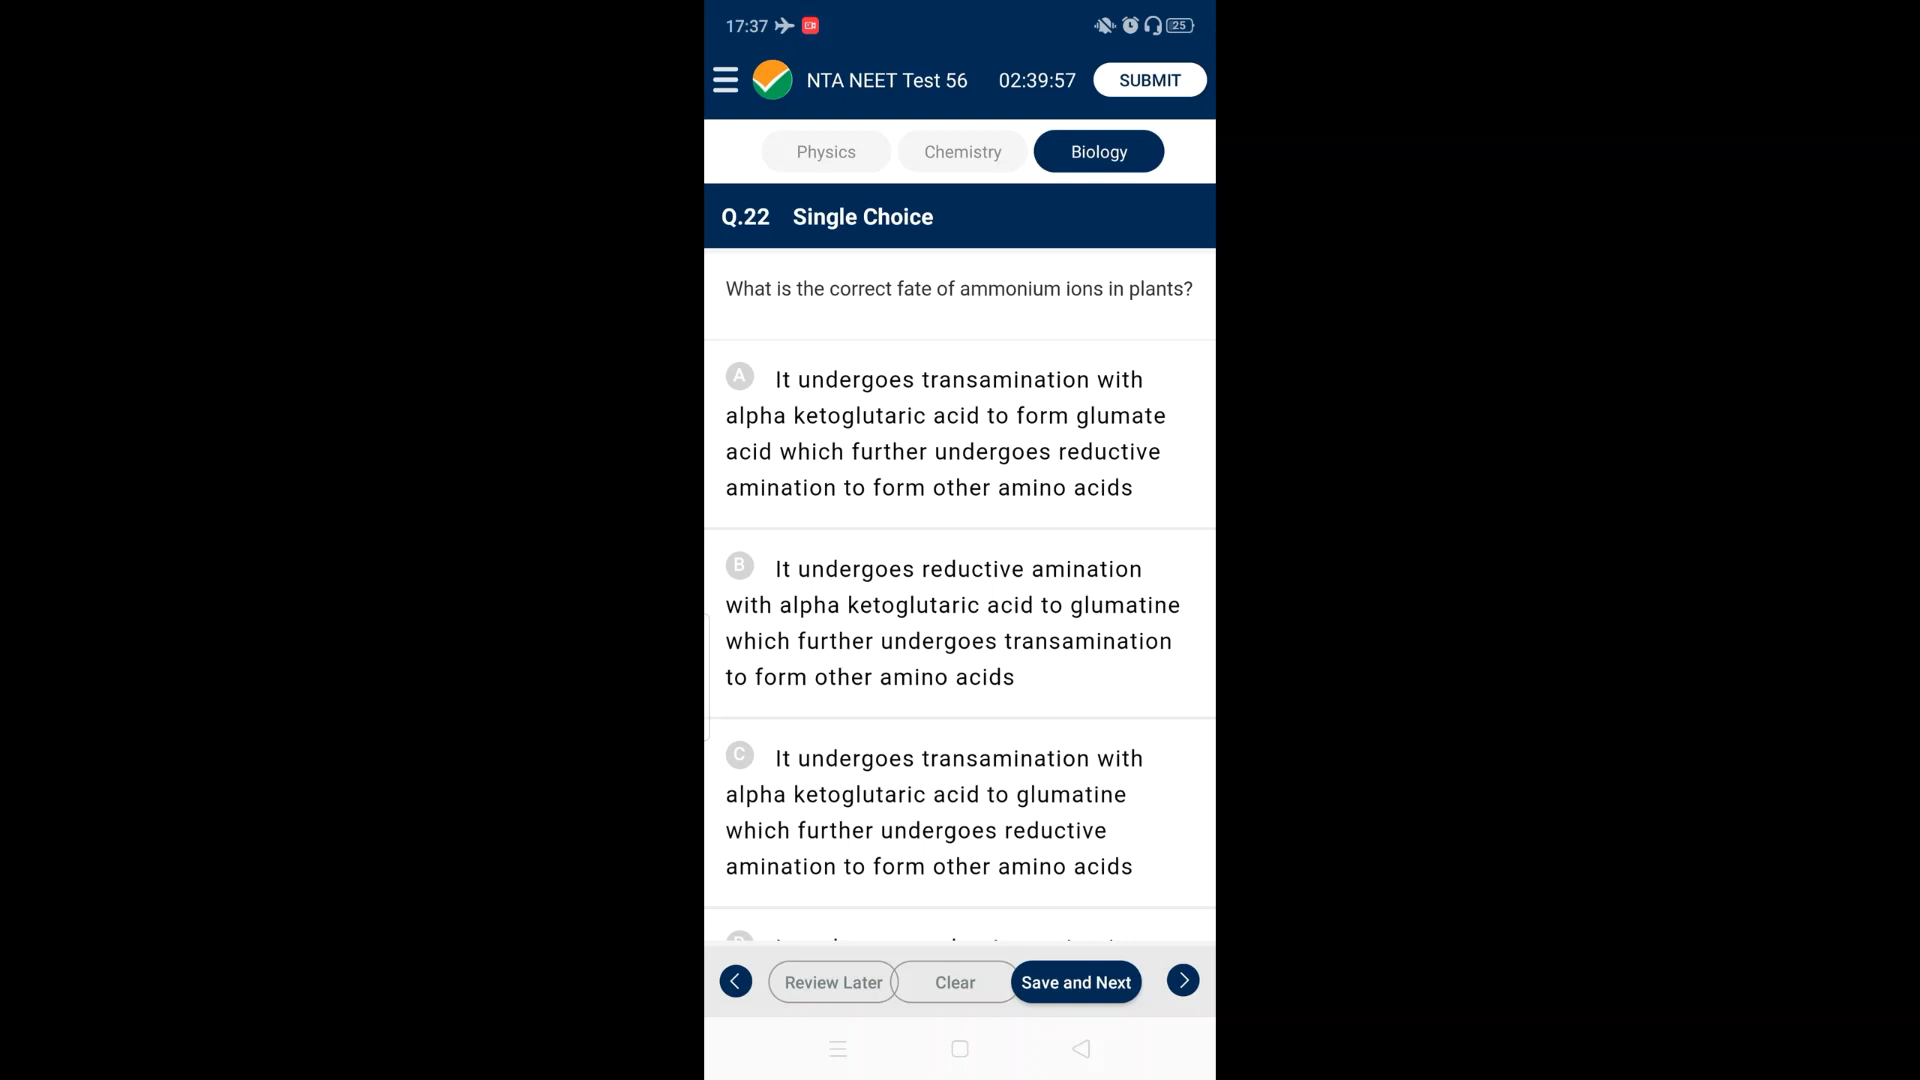 17:37
25
NTA NEET Test 56 02:39:57 SUBMIT
Physics Chemistry Biology
Q.22 Single Choice
What is the correct fate of ammonium ions in plants?
A It undergoes transamination with
alpha ketoglutaric acid to form glumate
acid which further undergoes reductive
amination to form other amino acids
B It undergoes reductive amination
with alpha ketoglutaric acid to glumatine
which further undergoes transamination
to form other amino acids
C It undergoes transamination with
alpha ketoglutaric acid to glumatine
which further undergoes reductive
amination to form other amino acids
Review Later Clear Save and Next